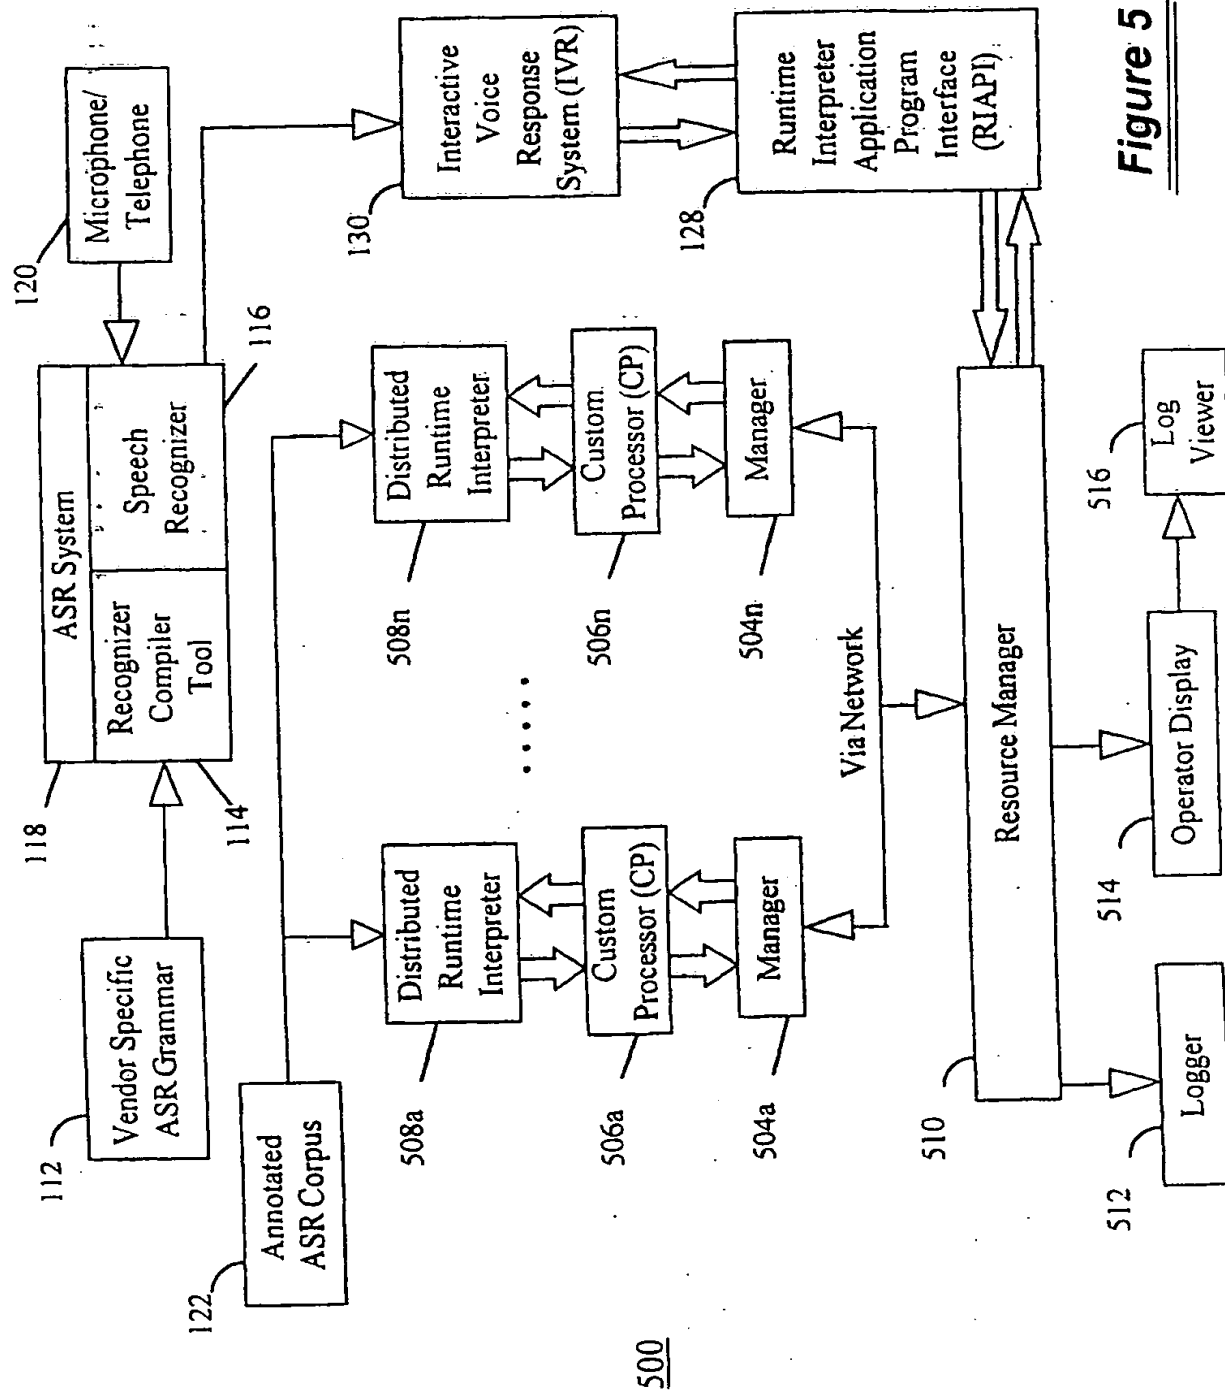 120
Microphone/
Telephone
118
ASR System
Recognizer
Compiler
Tool
Speech
Recognizer
114
116
112
Vendor Specific
ASR Grammar
122
Annotated
ASR Corpus
130
Interactive
Voice
Response
System (IVR)
508a
Distributed
Runtime
Interpreter
508n
Distributed
Runtime
Interpreter
506a
Custom
Processor (CP)
.....
506n
Custom
Processor (CP)
128
Runtime
Interpreter
Application
Program
Interface
(RIAPI)
504a
Manager
504n
Manager
Via Network
510
Resource Manager
512
Logger
514
Operator Display
516
Log
Viewer
500
Figure 5